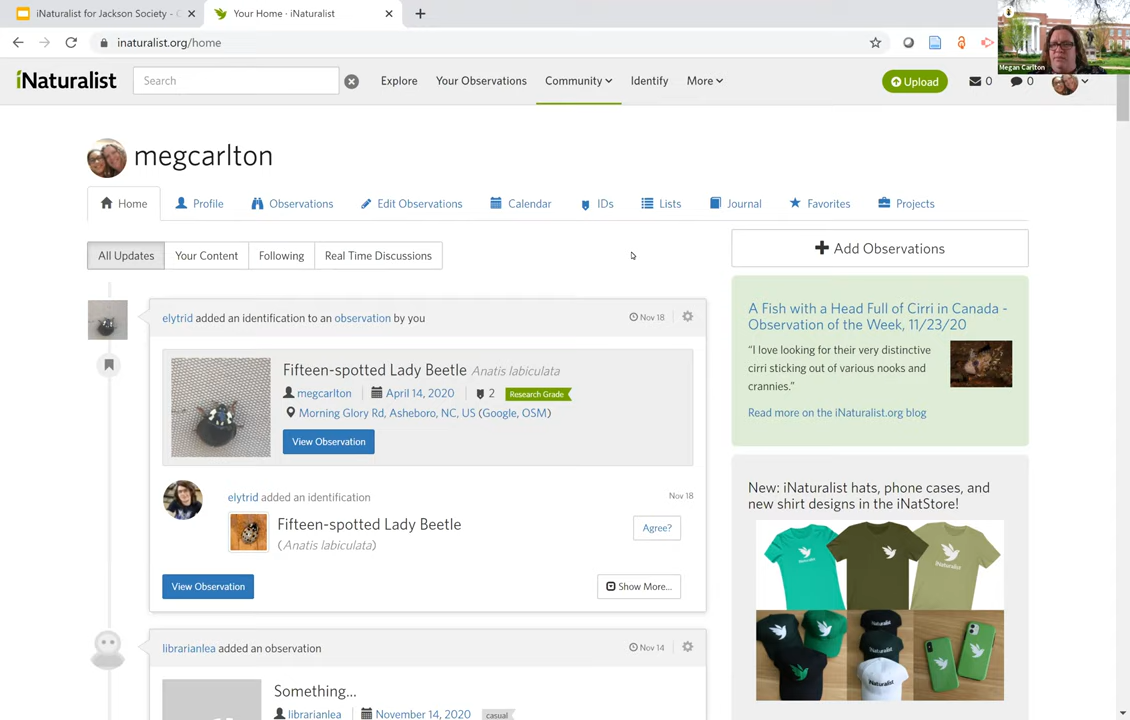 iNaturalist for Jackson Society -
Your Home · iNaturalist
inaturalist.org/home
Megan Carlton
iNaturalist
Search
Explore
Your Observations
Community
Identify
More
Upload
0
0
megcarlton
Home
Profile
Observations
Edit Observations
Calendar
IDs
Lists
Journal
Favorites
Projects
All Updates
Your Content
Following
Real Time Discussions
Add Observations
elytrid added an identification to an observation by you
Nov 18
Fifteen-spotted Lady Beetle Anatis labiculata
megcarlton April 14, 2020 2 Research Grade
Morning Glory Rd, Asheboro, NC, US (Google, OSM)
View Observation
elytrid added an identification
Nov 18
Fifteen-spotted Lady Beetle
(Anatis labiculata)
Agree?
View Observation
Show More...
librarianlea added an observation
Nov 14
Something...
librarianlea November 14, 2020 casual
A Fish with a Head Full of Cirri in Canada -
Observation of the Week, 11/23/20
“I love looking for their very distinctive
cirri sticking out of various nooks and
crannies.”
Read more on the iNaturalist.org blog
New: iNaturalist hats, phone cases, and
new shirt designs in the iNatStore!
iNaturalist
iNaturalist
iNaturalist